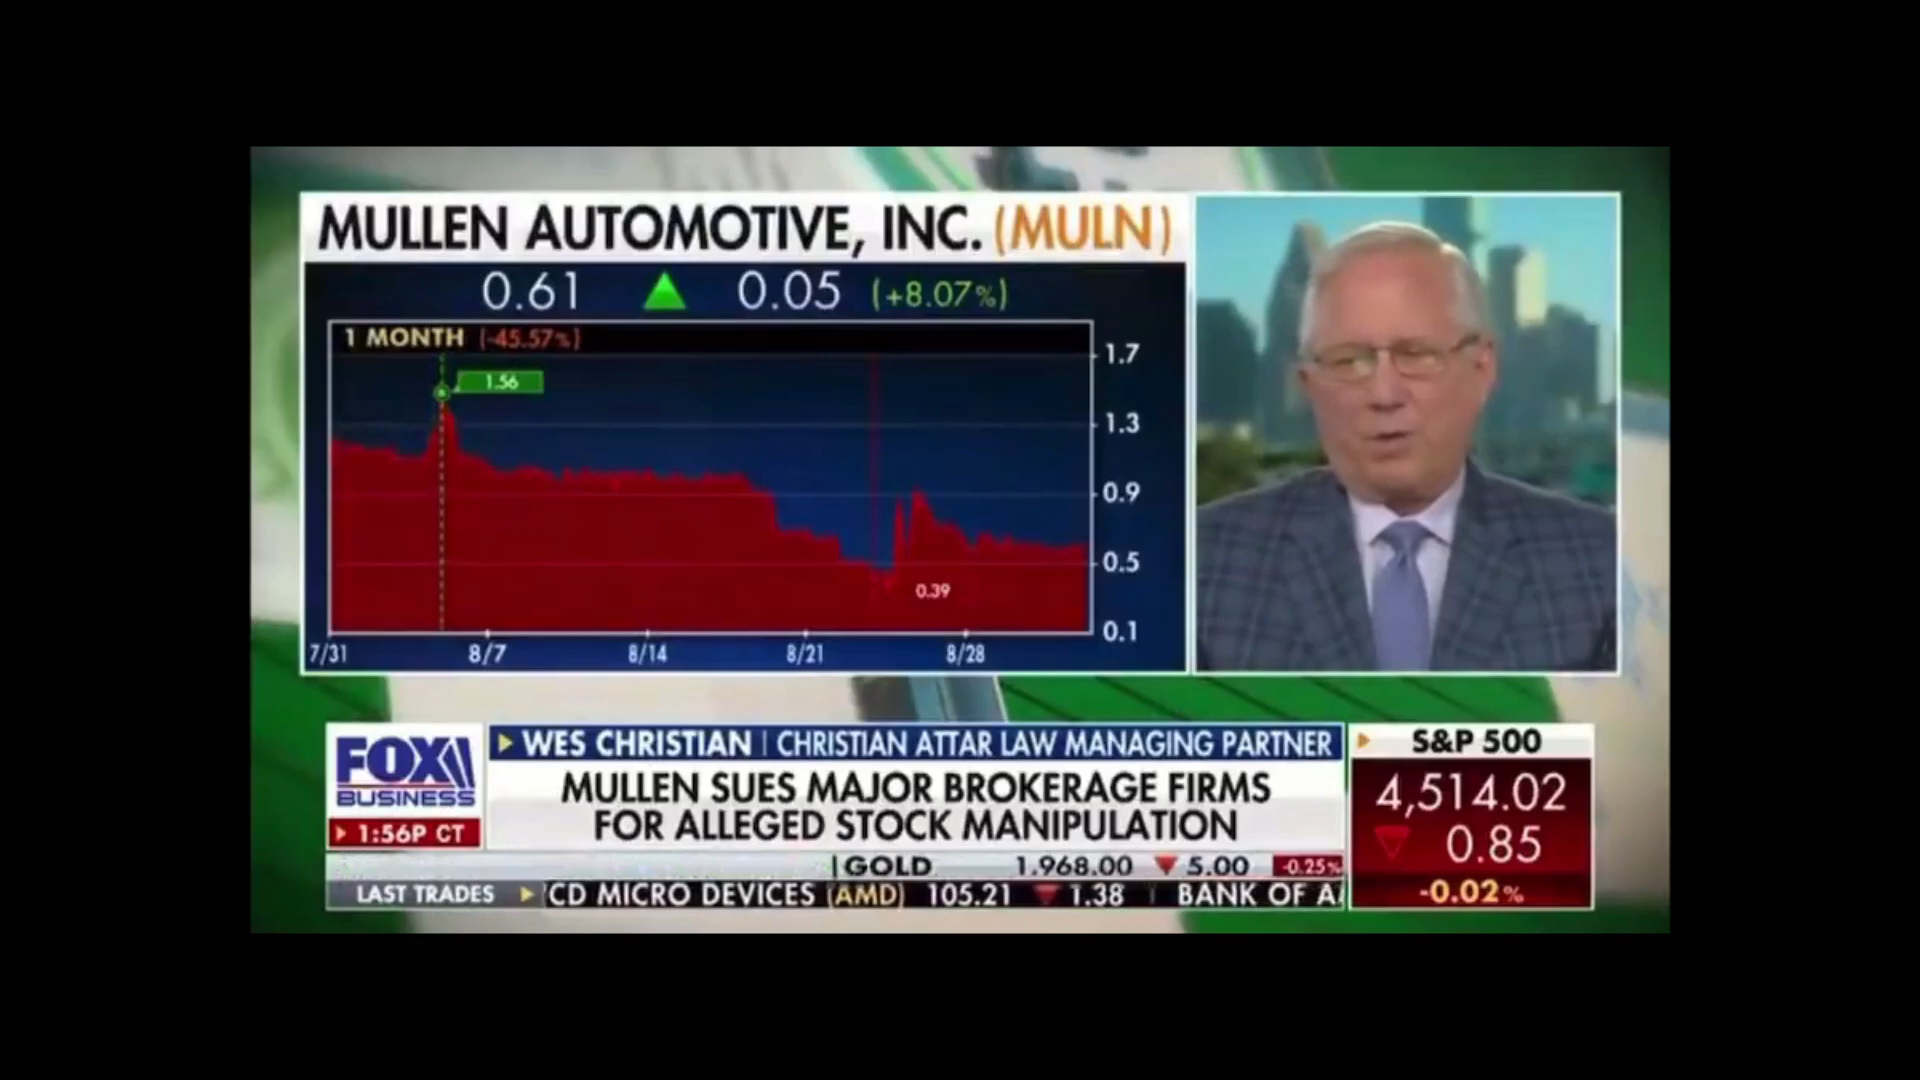 MULLEN AUTOMOTIVE, INC. (MULN)
0.61 ▲ 0.05 (+8.07%)
1 MONTH (-45.57%)
1.56
1.7
1.3
0.9
0.5
0.39
0.1
7/31 8/7 8/14 8/21 8/28
FOX BUSINESS
1:56P CT
WES CHRISTIAN | CHRISTIAN ATTAR LAW MANAGING PARTNER
MULLEN SUES MAJOR BROKERAGE FIRMS
FOR ALLEGED STOCK MANIPULATION
GOLD 1,968.00 ▼ 5.00 -0.25%
LAST TRADES CD MICRO DEVICES (AMD) 105.21 ▼ 1.38 BANK OF A
S&P 500
4,514.02
▼ 0.85
-0.02%